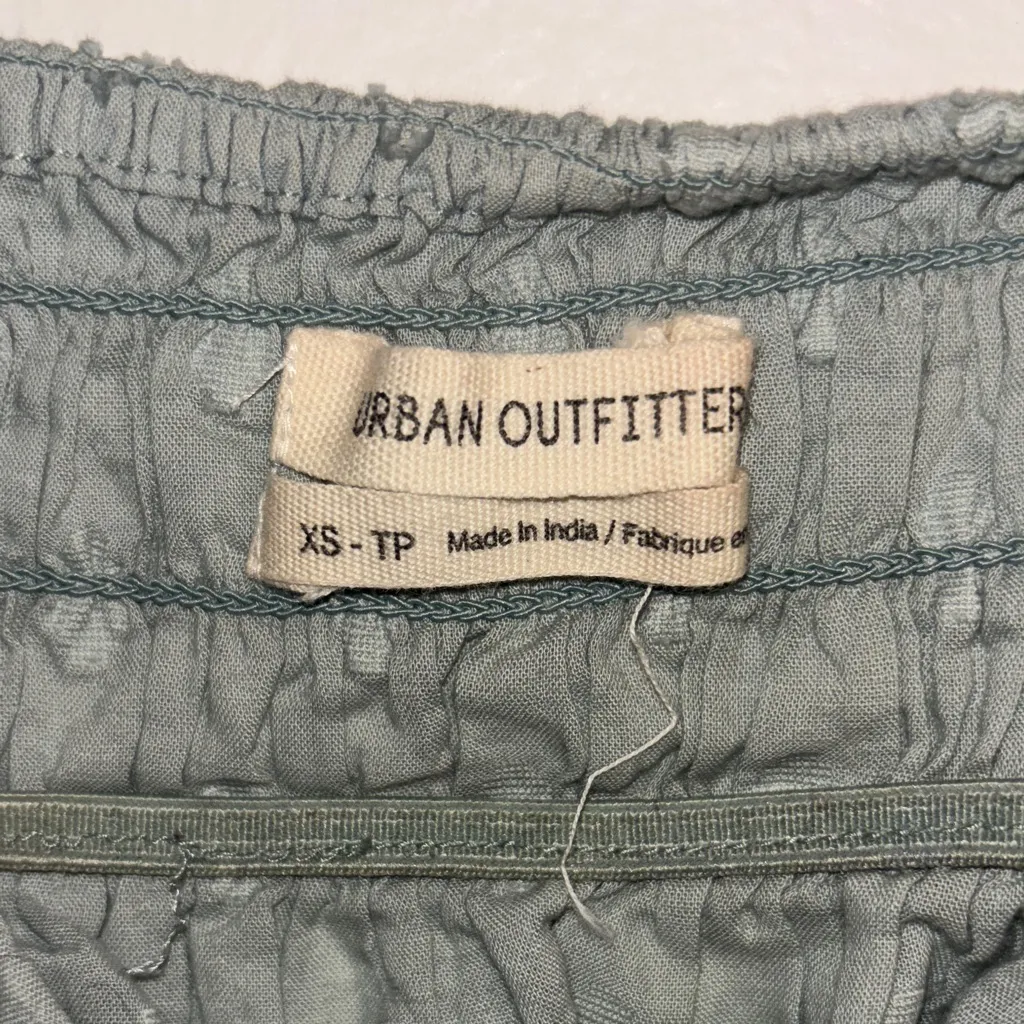 URBAN OUTFITTER
XS - TP Made In India / Fabrique en